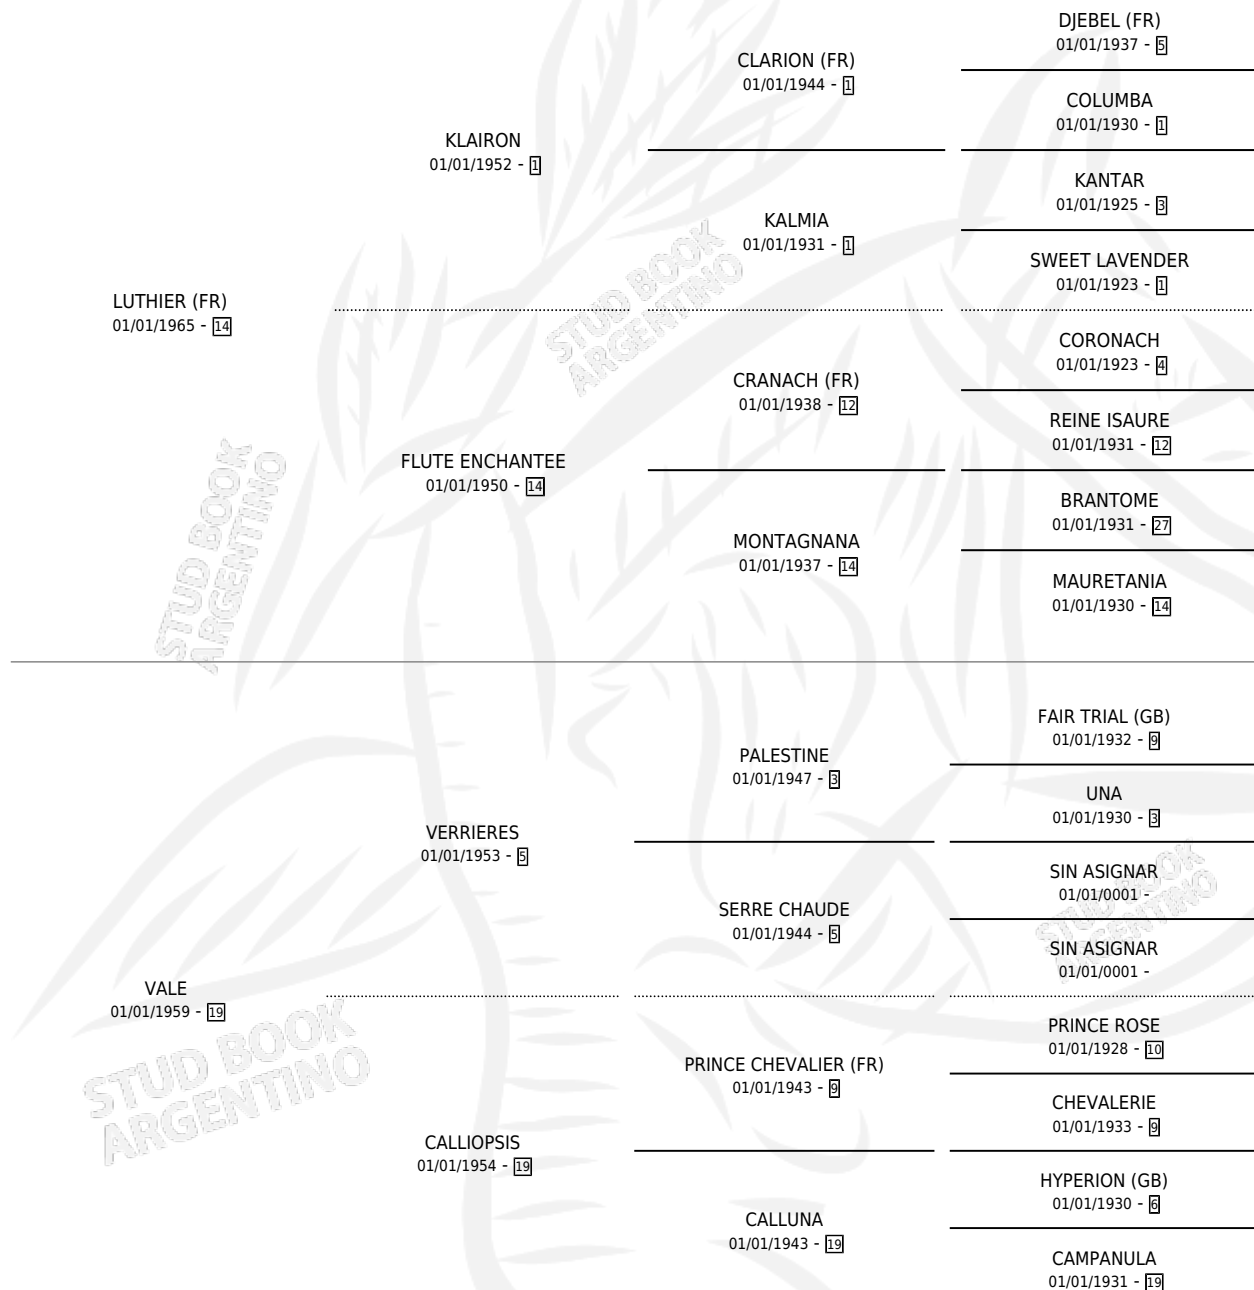 DJEBEL (FR)
01/01/1937 - 5
CLARION (FR)
01/01/1944 - 1
COLUMBA
01/01/1930 - 1
KLAIRON
01/01/1952 - 1
KANTAR
01/01/1925 - 3
KALMIA
01/01/1931 - 1
SWEET LAVENDER
01/01/1923 - 1
LUTHIER (FR)
01/01/1965 - 14
CORONACH
01/01/1923 - 4
CRANACH (FR)
01/01/1938 - 12
REINE ISAURE
01/01/1931 - 12
FLUTE ENCHANTEE
01/01/1950 - 14
BRANTOME
01/01/1931 - 27
MONTAGNANA
01/01/1937 - 14
MAURETANIA
01/01/1930 - 14
FAIR TRIAL (GB)
01/01/1932 - 9
PALESTINE
01/01/1947 - 3
UNA
01/01/1930 - 3
VERRIERES
01/01/1953 - 5
SIN ASIGNAR
01/01/0001 -
SERRE CHAUDE
01/01/1944 - 5
SIN ASIGNAR
01/01/0001 -
VALE
01/01/1959 - 19
PRINCE ROSE
01/01/1928 - 10
PRINCE CHEVALIER (FR)
01/01/1943 - 9
CHEVALERIE
01/01/1933 - 9
CALLIOPSIS
01/01/1954 - 19
HYPERION (GB)
01/01/1930 - 6
CALLUNA
01/01/1943 - 19
CAMPANULA
01/01/1931 - 19
STUD BOOK
ARGENTINO
STUD BOOK
ARGENTINO
STUD BOOK
ARGENTINO
STUD BOOK
ARGENTINO